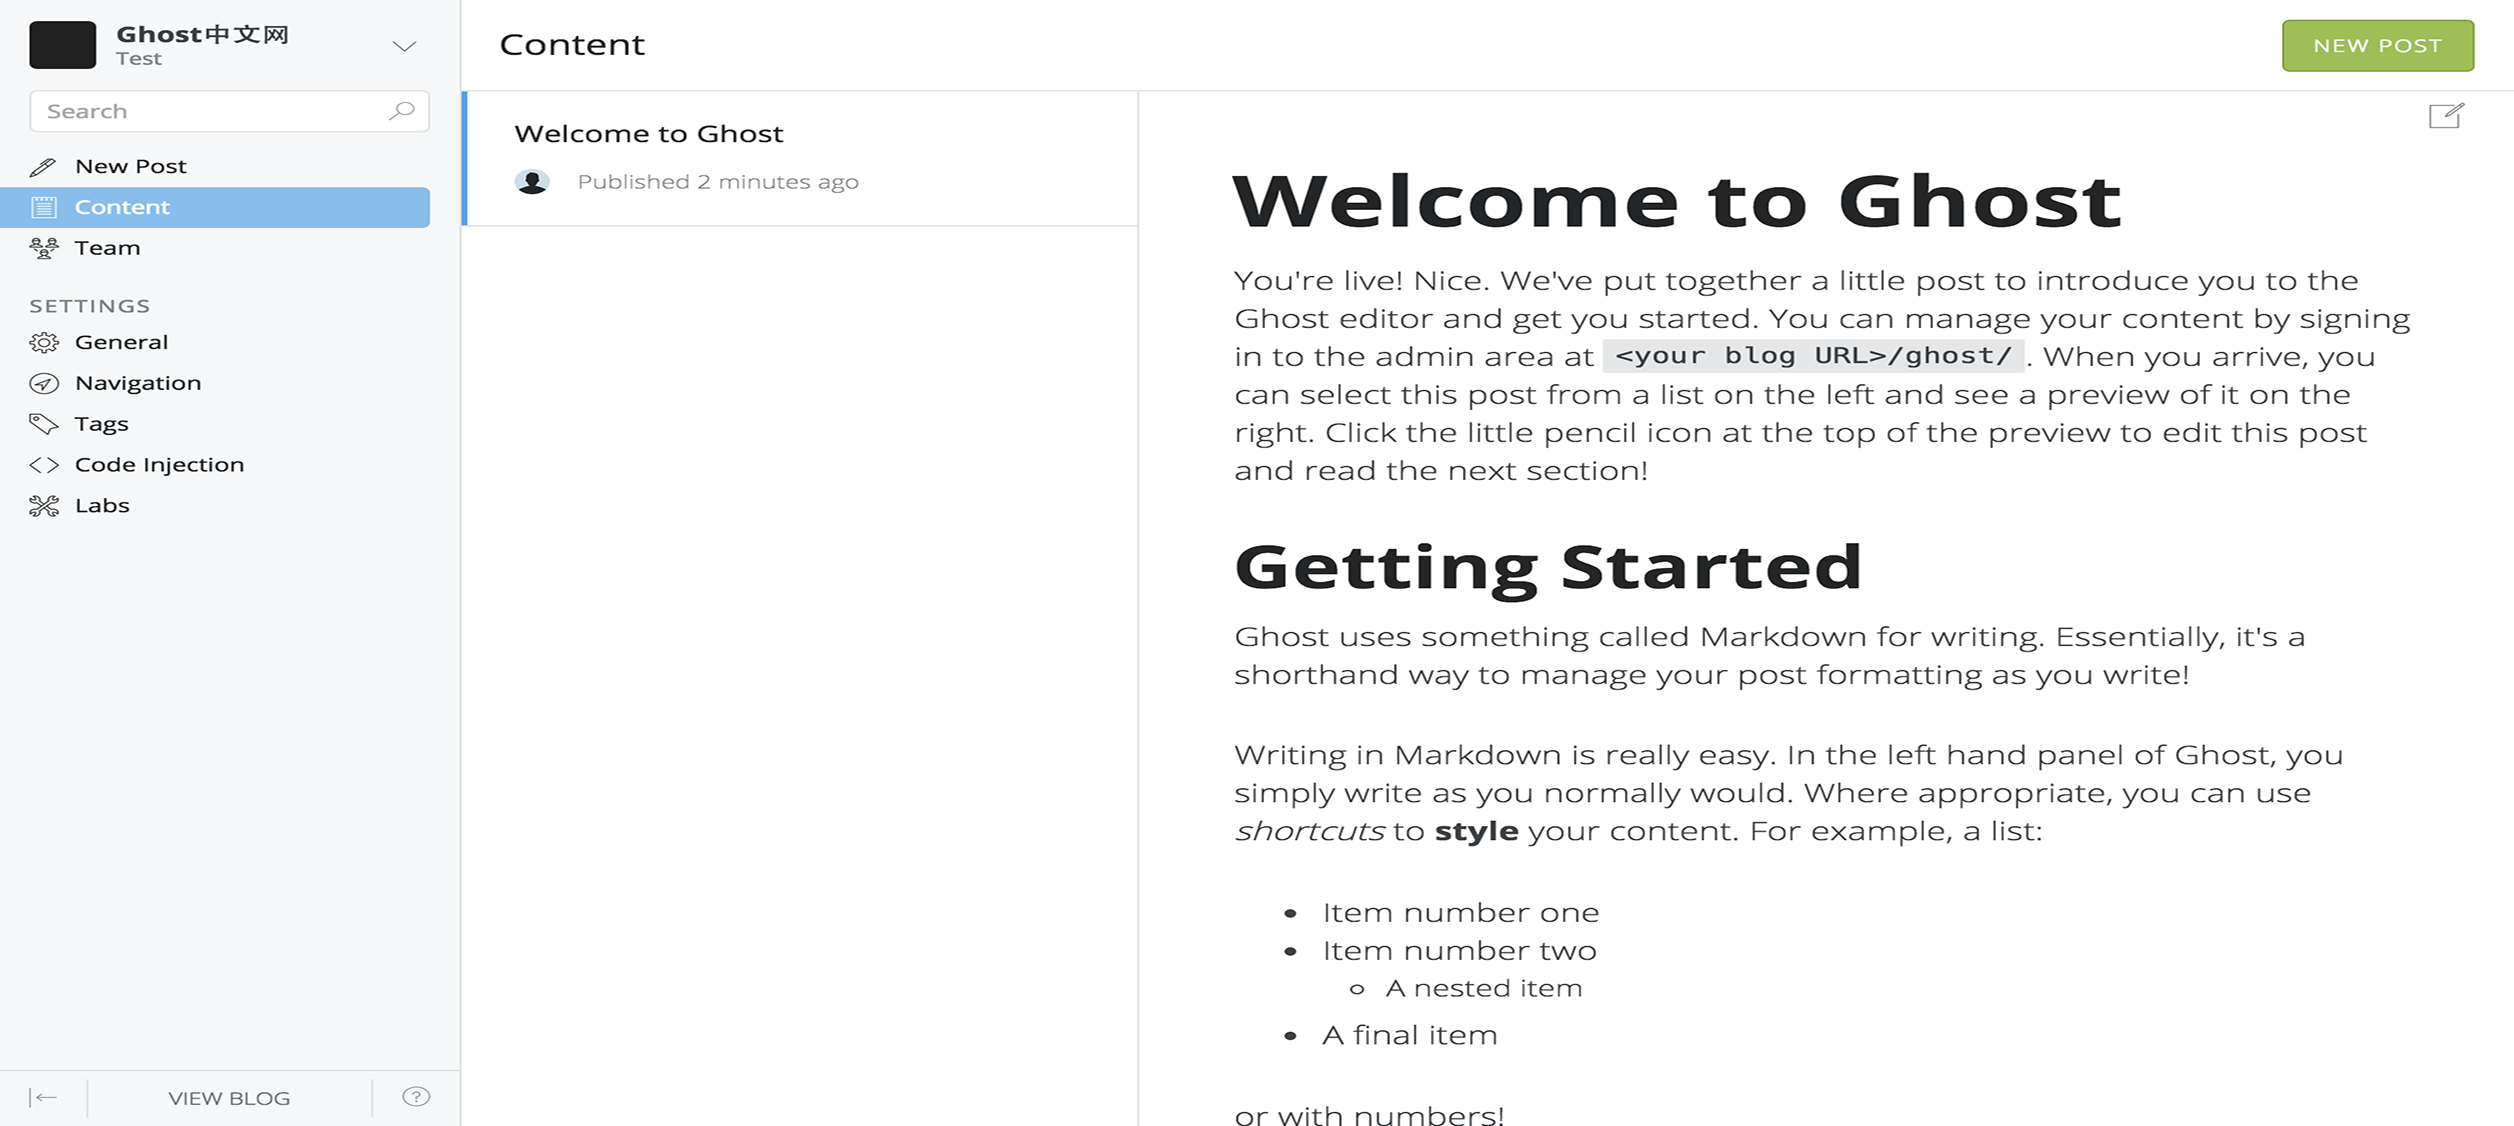 Ghost中文网
Test
Search
New Post
Content
Team
SETTINGS
General
Navigation
Tags
Code Injection
Labs
VIEW BLOG
?
Content
NEW POST
Welcome to Ghost
Published 2 minutes ago
Welcome to Ghost
You're live! Nice. We've put together a little post to introduce you to the
Ghost editor and get you started. You can manage your content by signing
in to the admin area at <your blog URL>/ghost/. When you arrive, you
can select this post from a list on the left and see a preview of it on the
right. Click the little pencil icon at the top of the preview to edit this post
and read the next section!
Getting Started
Ghost uses something called Markdown for writing. Essentially, it's a
shorthand way to manage your post formatting as you write!
Writing in Markdown is really easy. In the left hand panel of Ghost, you
simply write as you normally would. Where appropriate, you can use
shortcuts to style your content. For example, a list:
Item number one
Item number two
A nested item
A final item
or with numbers!